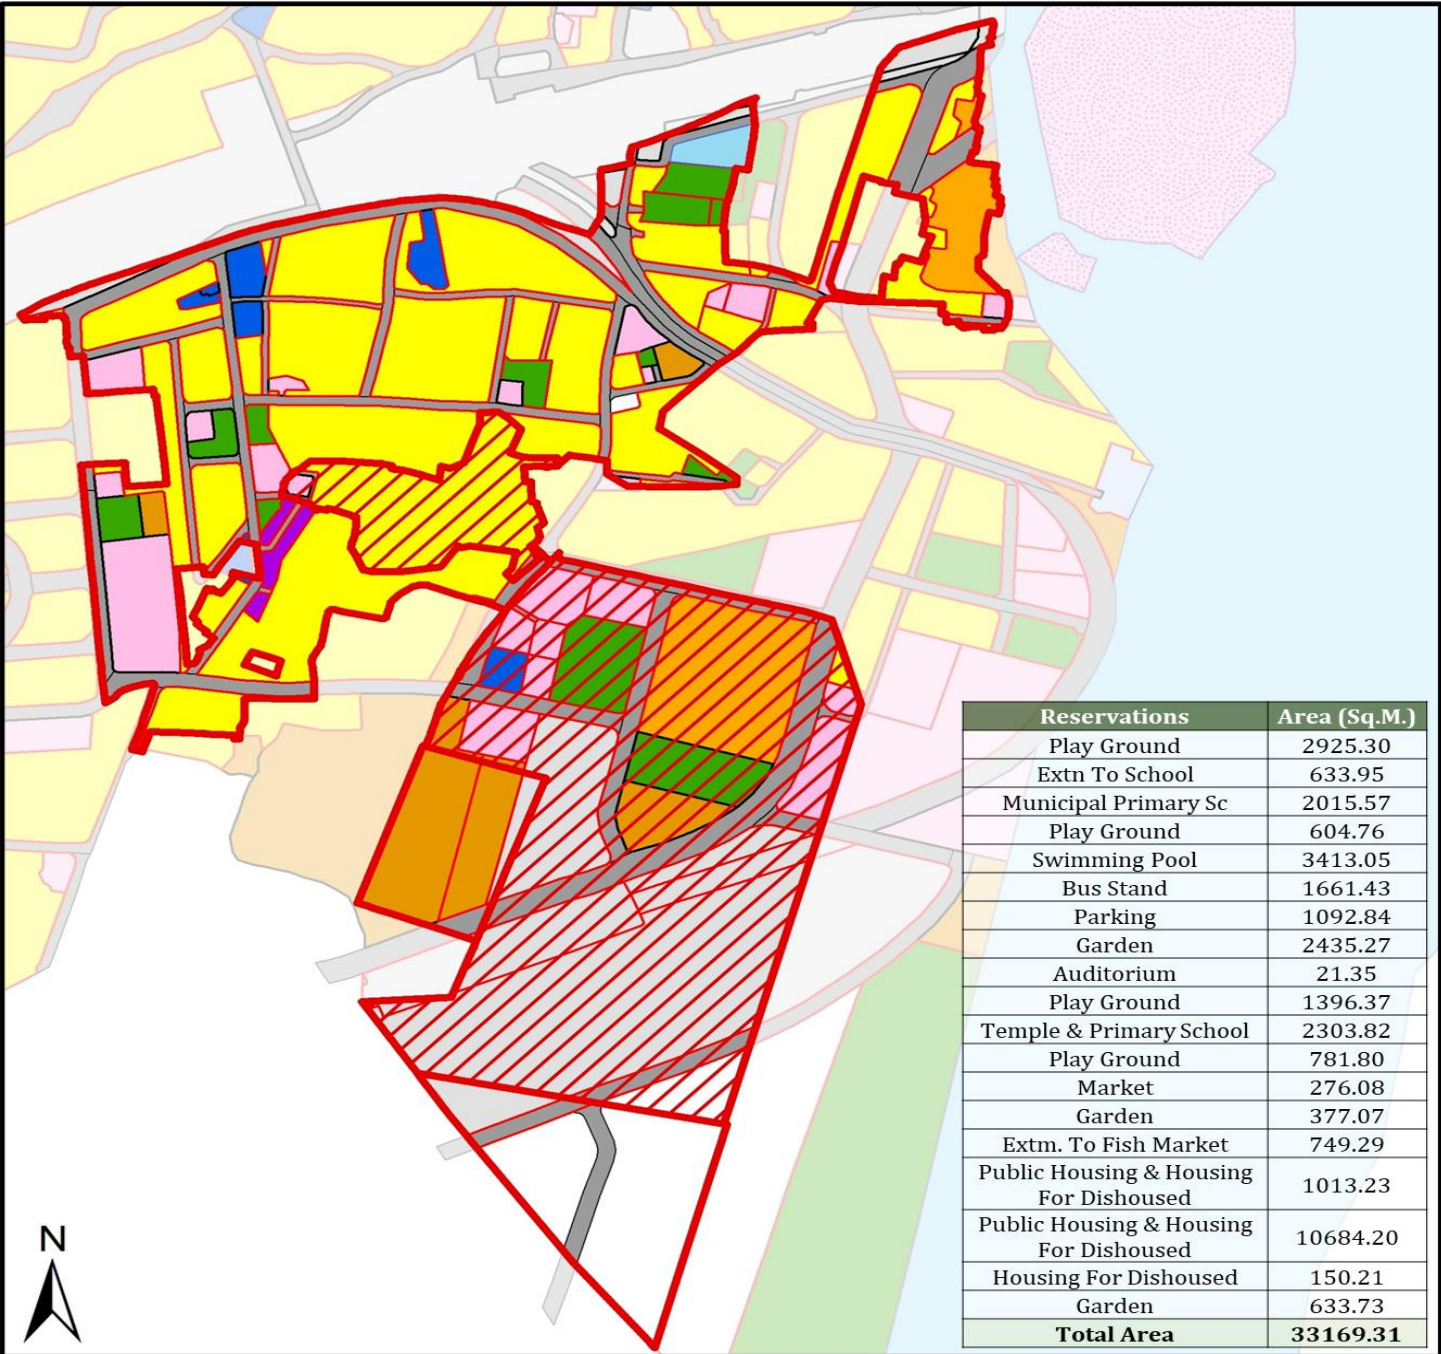 Reservations Area (Sq.M.)
Play Ground 2925.30
Extn To School 633.95
Municipal Primary Sc 2015.57
Play Ground 604.76
Swimming Pool 3413.05
Bus Stand 1661.43
Parking 1092.84
Garden 2435.27
Auditorium 21.35
Play Ground 1396.37
Temple & Primary School 2303.82
Play Ground 781.80
Market 276.08
Garden 377.07
Extm. To Fish Market 749.29
Public Housing & Housing
For Dishoused 1013.23
Public Housing & Housing
For Dishoused 10684.20
Housing For Dishoused 150.21
Garden 633.73
Total Area 33169.31
N